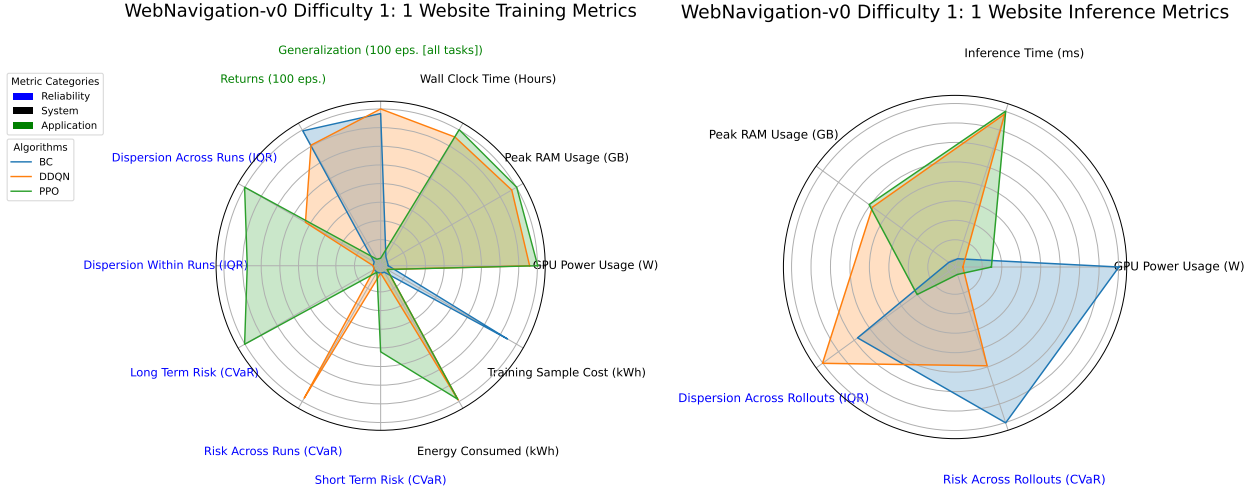 WebNavigation-v0 Difficulty 1: 1 Website Training Metrics
WebNavigation-v0 Difficulty 1: 1 Website Inference Metrics
Generalization (100 eps. [all tasks])
Returns (100 eps.)
Wall Clock Time (Hours)
Metric Categories
Reliability
System
Application
Algorithms
BC
DDQN
PPO
Dispersion Across Runs (IQR)
Peak RAM Usage (GB)
Dispersion Within Runs (IQR)
GPU Power Usage (W)
Long Term Risk (CVaR)
Training Sample Cost (kWh)
Risk Across Runs (CVaR)
Energy Consumed (kWh)
Short Term Risk (CVaR)
Inference Time (ms)
Peak RAM Usage (GB)
GPU Power Usage (W)
Dispersion Across Rollouts (IQR)
Risk Across Rollouts (CVaR)